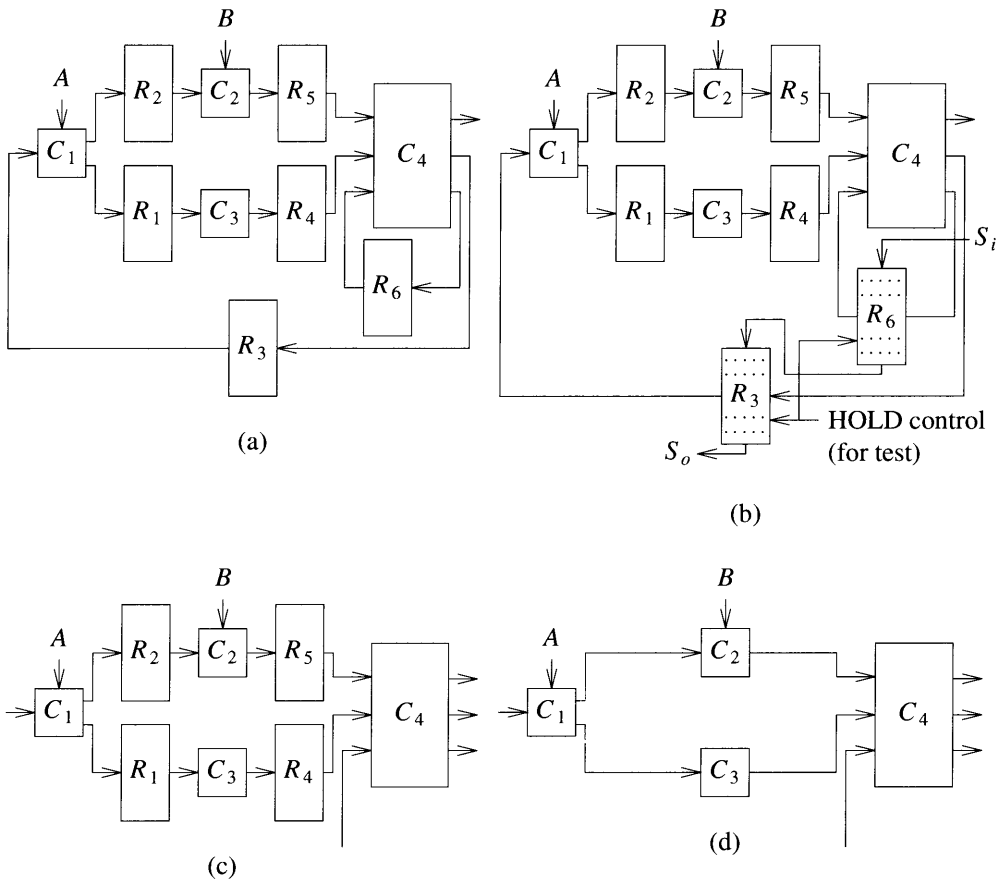 B
A
R2
C2
R5
C1
C4
R1
C3
R4
R6
R3
(a)
B
A
R2
C2
R5
C1
C4
R1
C3
R4
Si
R6
R3
HOLD control
(for test)
So
(b)
B
A
R2
C2
R5
C1
C4
R1
C3
R4
(c)
B
A
C2
C1
C4
C3
(d)